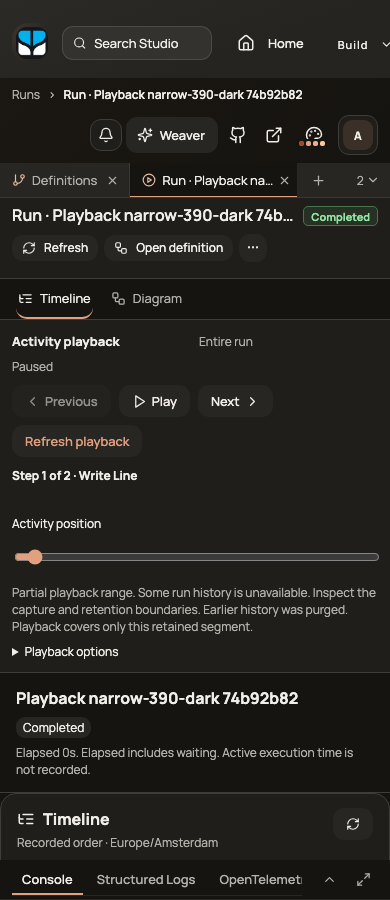 Search Studio
Home
Build
Runs > Run · Playback narrow-390-dark 74b92b82
Weaver
A
Definitions
Run · Playback na...
2
Run · Playback narrow-390-dark 74b...
Completed
Refresh
Open definition
Timeline
Diagram
Activity playback
Entire run
Paused
Previous
Play
Next
Refresh playback
Step 1 of 2 · Write Line
Activity position
Partial playback range. Some run history is unavailable. Inspect the
capture and retention boundaries. Earlier history was purged.
Playback covers only this retained segment.
Playback options
Playback narrow-390-dark 74b92b82
Completed
Elapsed 0s. Elapsed includes waiting. Active execution time is
not recorded.
Timeline
Recorded order · Europe/Amsterdam
Console
Structured Logs
OpenTelemet